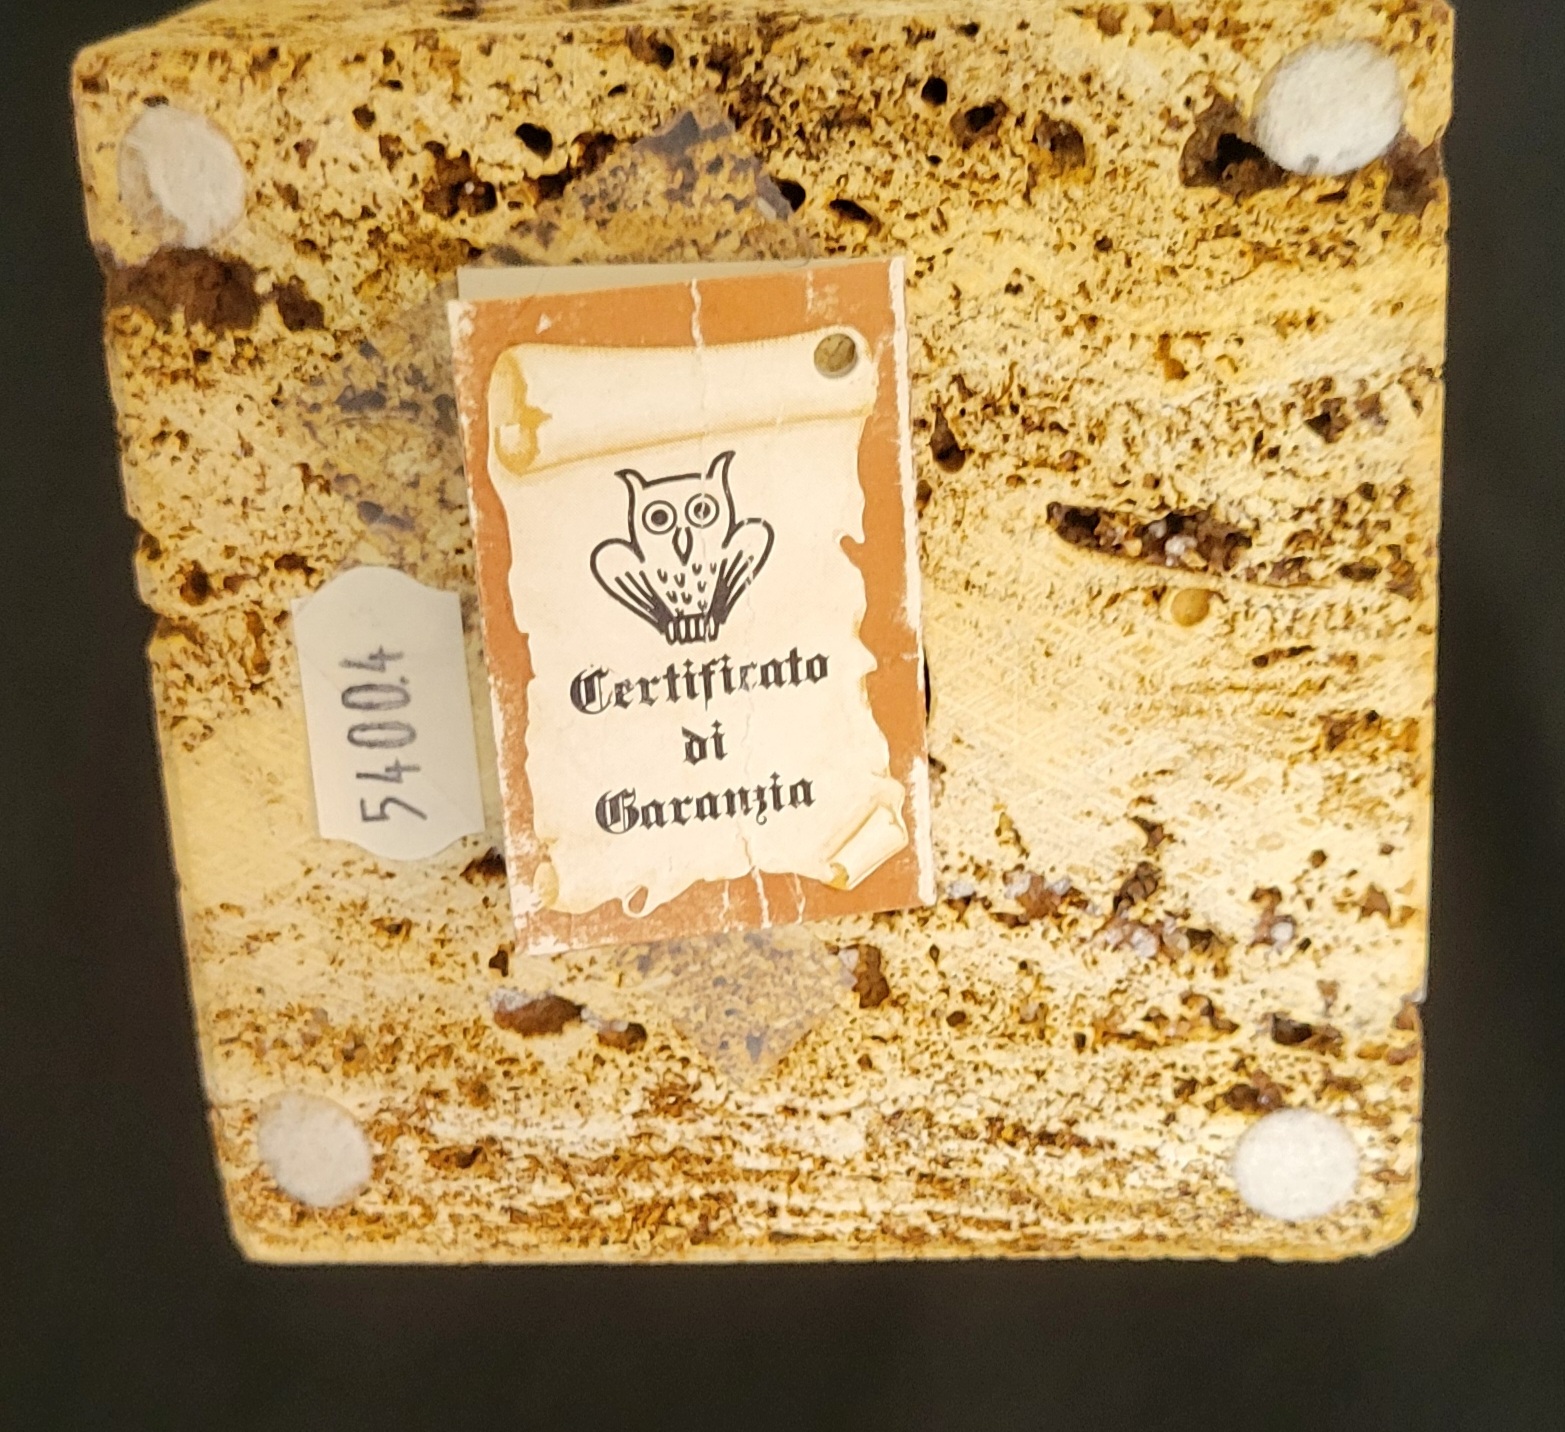 54004
Certificato
di
Garanzia